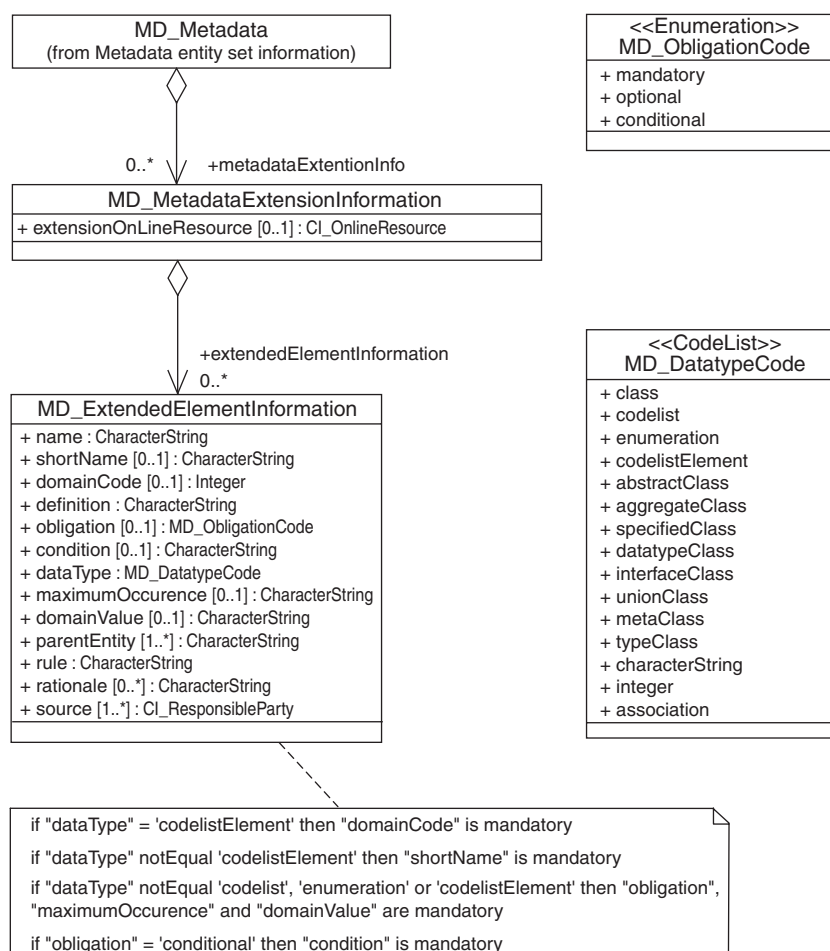 MD_Metadata
(from Metadata entity set information)
0..*
+metadataExtentionInfo
MD_MetadataExtensionInformation
+ extensionOnLineResource [0..1] : CI_OnlineResource
+extendedElementInformation
0..*
MD_ExtendedElementInformation
+ name : CharacterString
+ shortName [0..1] : CharacterString
+ domainCode [0..1] : Integer
+ definition : CharacterString
+ obligation [0..1] : MD_ObligationCode
+ condition [0..1] : CharacterString
+ dataType : MD_DatatypeCode
+ maximumOccurence [0..1] : CharacterString
+ domainValue [0..1] : CharacterString
+ parentEntity [1..*] : CharacterString
+ rule : CharacterString
+ rationale [0..*] : CharacterString
+ source [1..*] : CI_ResponsibleParty
<<Enumeration>>
MD_ObligationCode
+ mandatory
+ optional
+ conditional
<<CodeList>>
MD_DatatypeCode
+ class
+ codelist
+ enumeration
+ codelistElement
+ abstractClass
+ aggregateClass
+ specifiedClass
+ datatypeClass
+ interfaceClass
+ unionClass
+ metaClass
+ typeClass
+ characterString
+ integer
+ association
if "dataType" = 'codelistElement' then "domainCode" is mandatory
if "dataType" notEqual 'codelistElement' then "shortName" is mandatory
if "dataType" notEqual 'codelist', 'enumeration' or 'codelistElement' then "obligation",
"maximumOccurence" and "domainValue" are mandatory
if "obligation" = 'conditional' then "condition" is mandatory